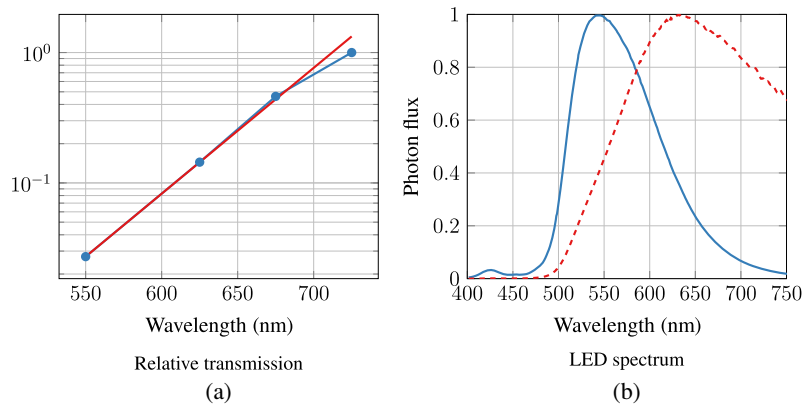 10^0
10^-1
550 600 650 700
Wavelength (nm)
Relative transmission
(a)
Photon flux
1
0.8
0.6
0.4
0.2
0
400 450 500 550 600 650 700 750
Wavelength (nm)
LED spectrum
(b)